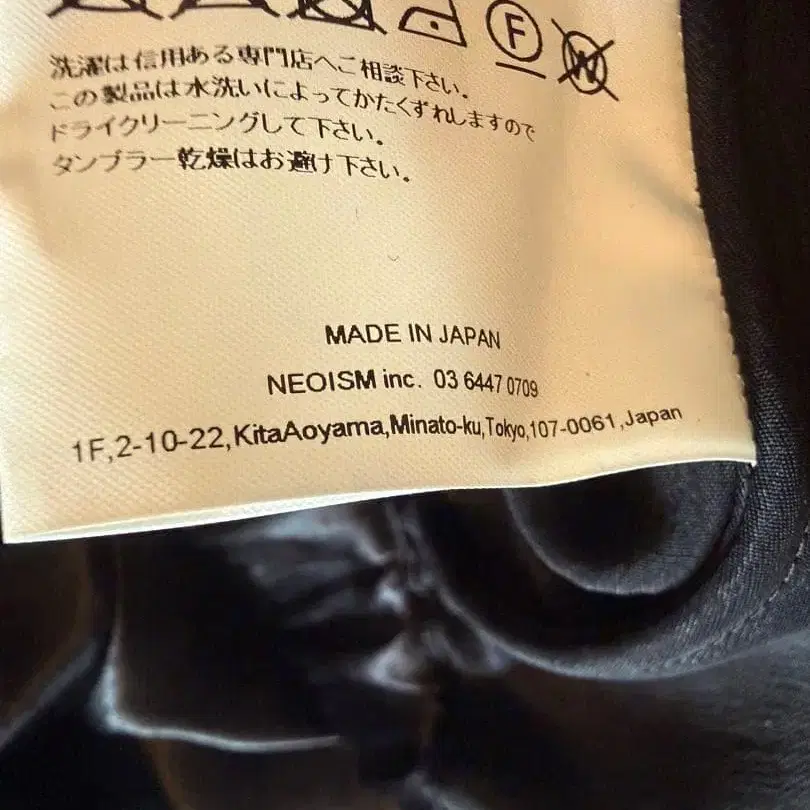 F W
洗濯は信用ある専門店へご相談下さい。
この製品は水洗いによってかたくずれしますので
ドライクリーニングして下さい。
タンブラー乾燥はお避け下さい。
MADE IN JAPAN
NEOISM inc. 03 6447 0709
1F,2-10-22,KitaAoyama,Minato-ku,Tokyo,107-0061,Japan